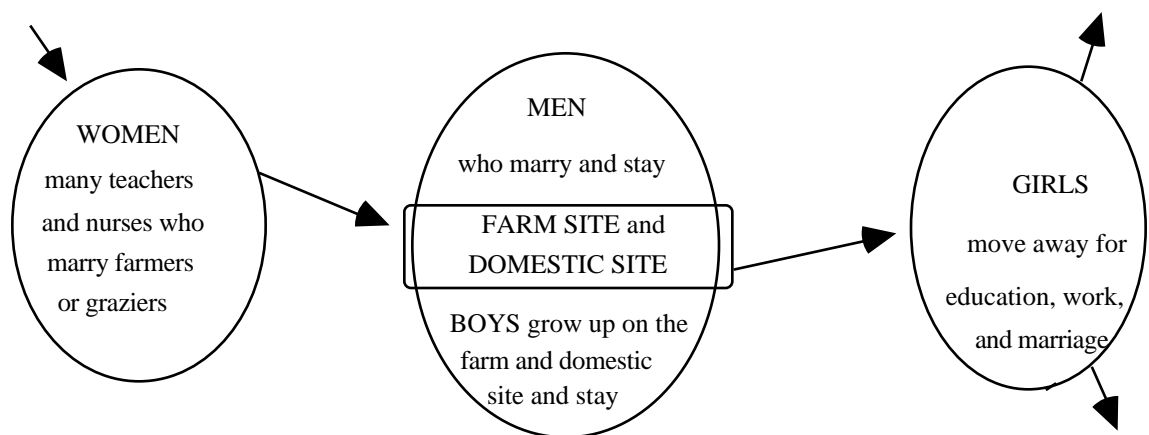 WOMEN
many teachers
and nurses who
marry farmers
or graziers
MEN
who marry and stay
FARM SITE and
DOMESTIC SITE
BOYS grow up on the
farm and domestic
site and stay
GIRLS
move away for
education, work,
and marriage